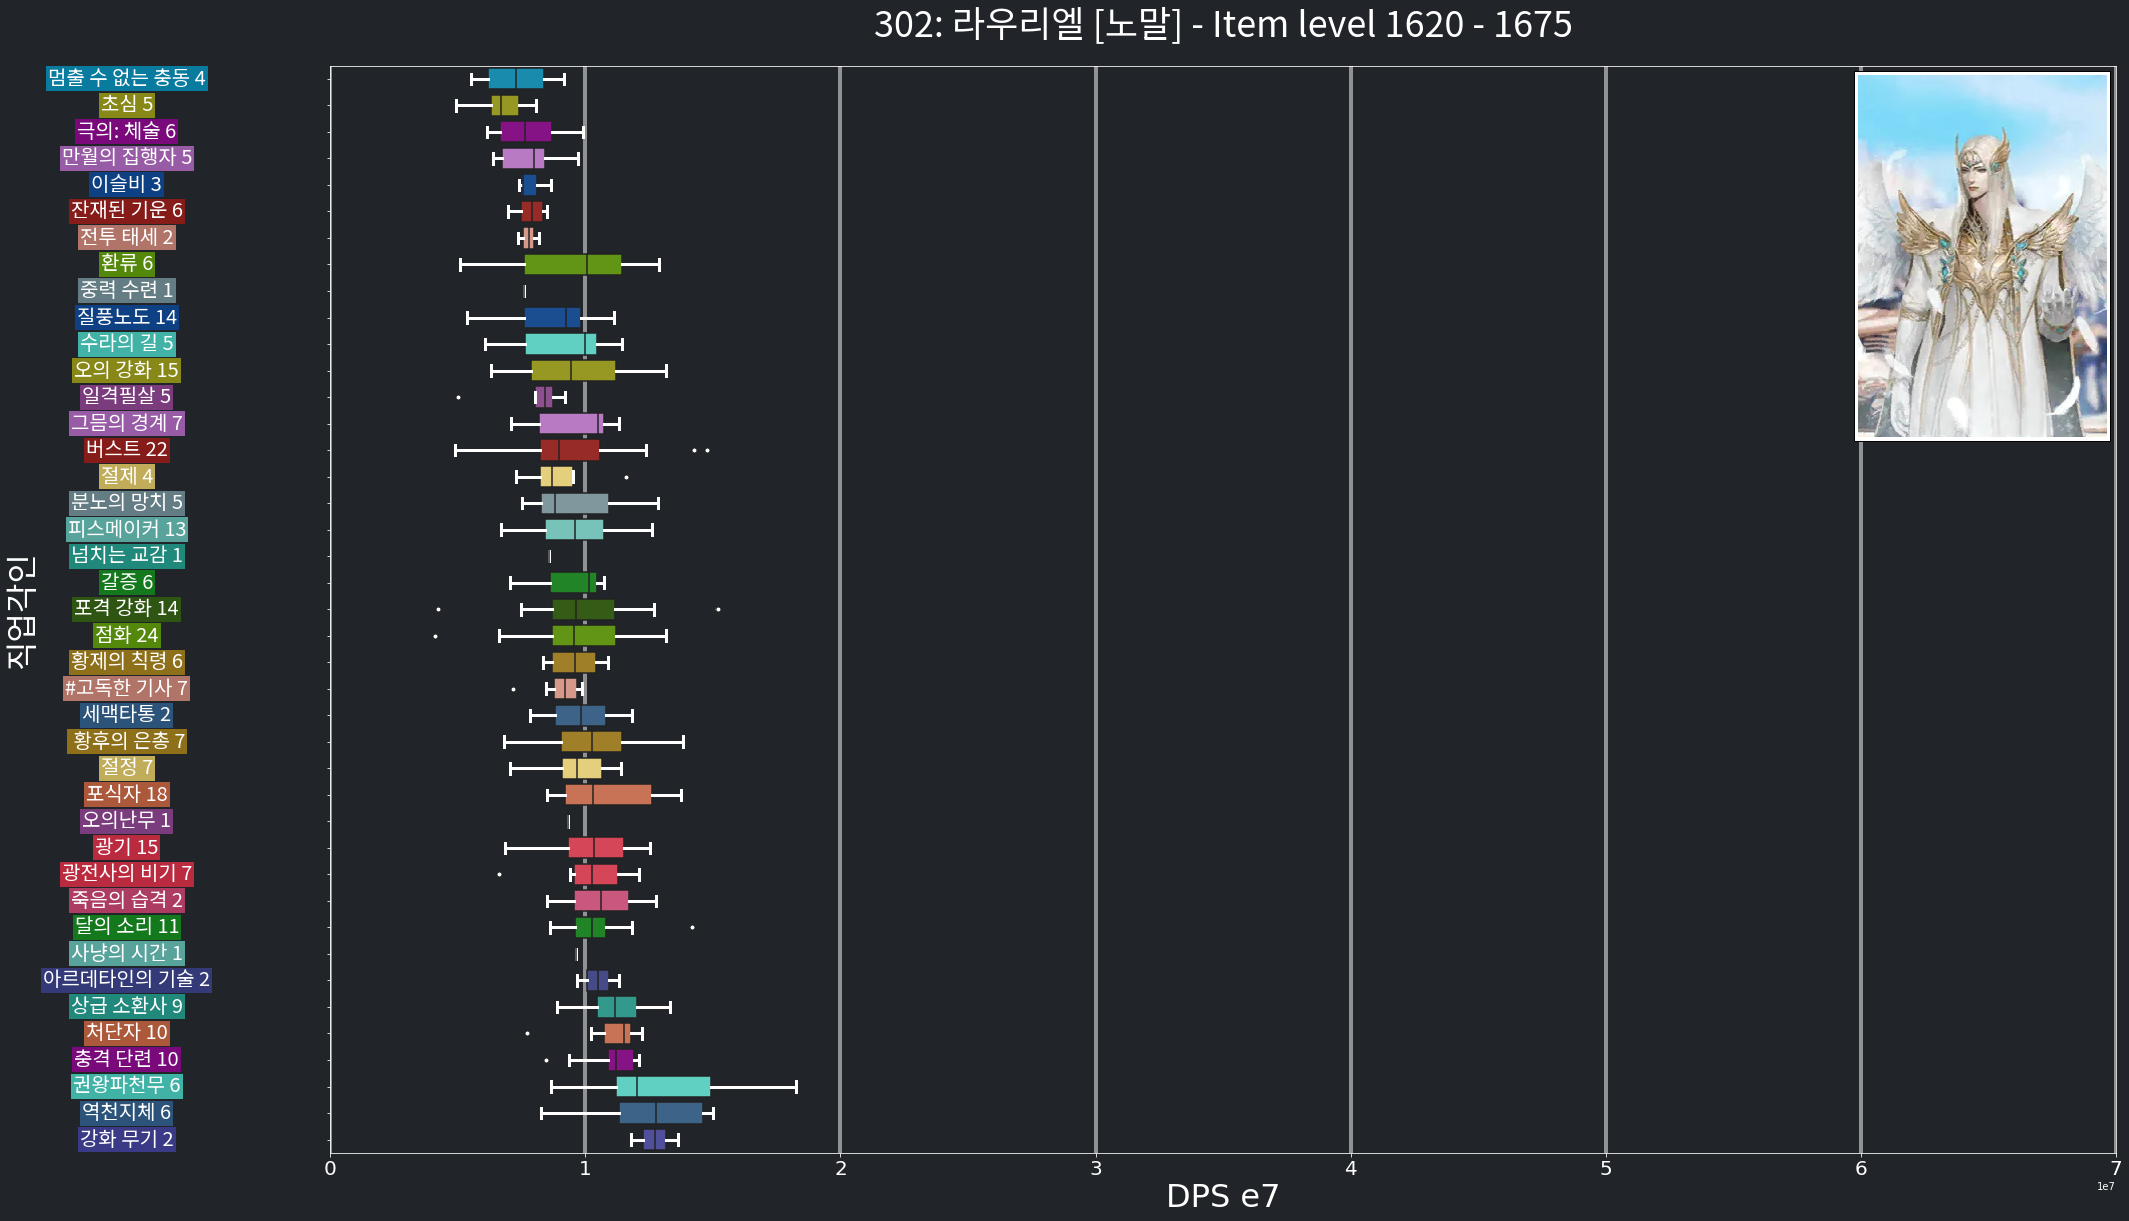 302: 라우리엘 [노말] - Item level 1620 - 1675
멈출 수 없는 충동 4
초심 5
극의: 체술 6
만월의 집행자 5
이슬비 3
잔재된 기운 6
전투 태세 2
환류 6
중력 수련 1
질풍노도 14
수라의 길 5
오의 강화 15
일격필살 5
그믐의 경계 7
버스트 22
절제 4
분노의 망치 5
피스메이커 13
넘치는 교감 1
갈증 6
포격 강화 14
점화 24
황제의 칙령 6
#고독한 기사 7
세맥타통 2
황후의 은총 7
절정 7
포식자 18
오의난무 1
광기 15
광전사의 비기 7
죽음의 습격 2
달의 소리 11
사냥의 시간 1
아르데타인의 기술 2
상급 소환사 9
처단자 10
충격 단련 10
권왕파천무 6
역천지체 6
강화 무기 2
직업각인
0 1 2 3 4 5 6 7
1e7
DPS e7